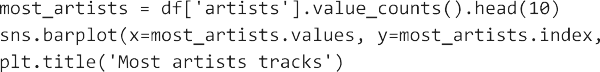 most_artists = df['artists'].value_counts().head(10)
sns.barplot(x=most_artists.values, y=most_artists.index,
plt.title('Most artists tracks')